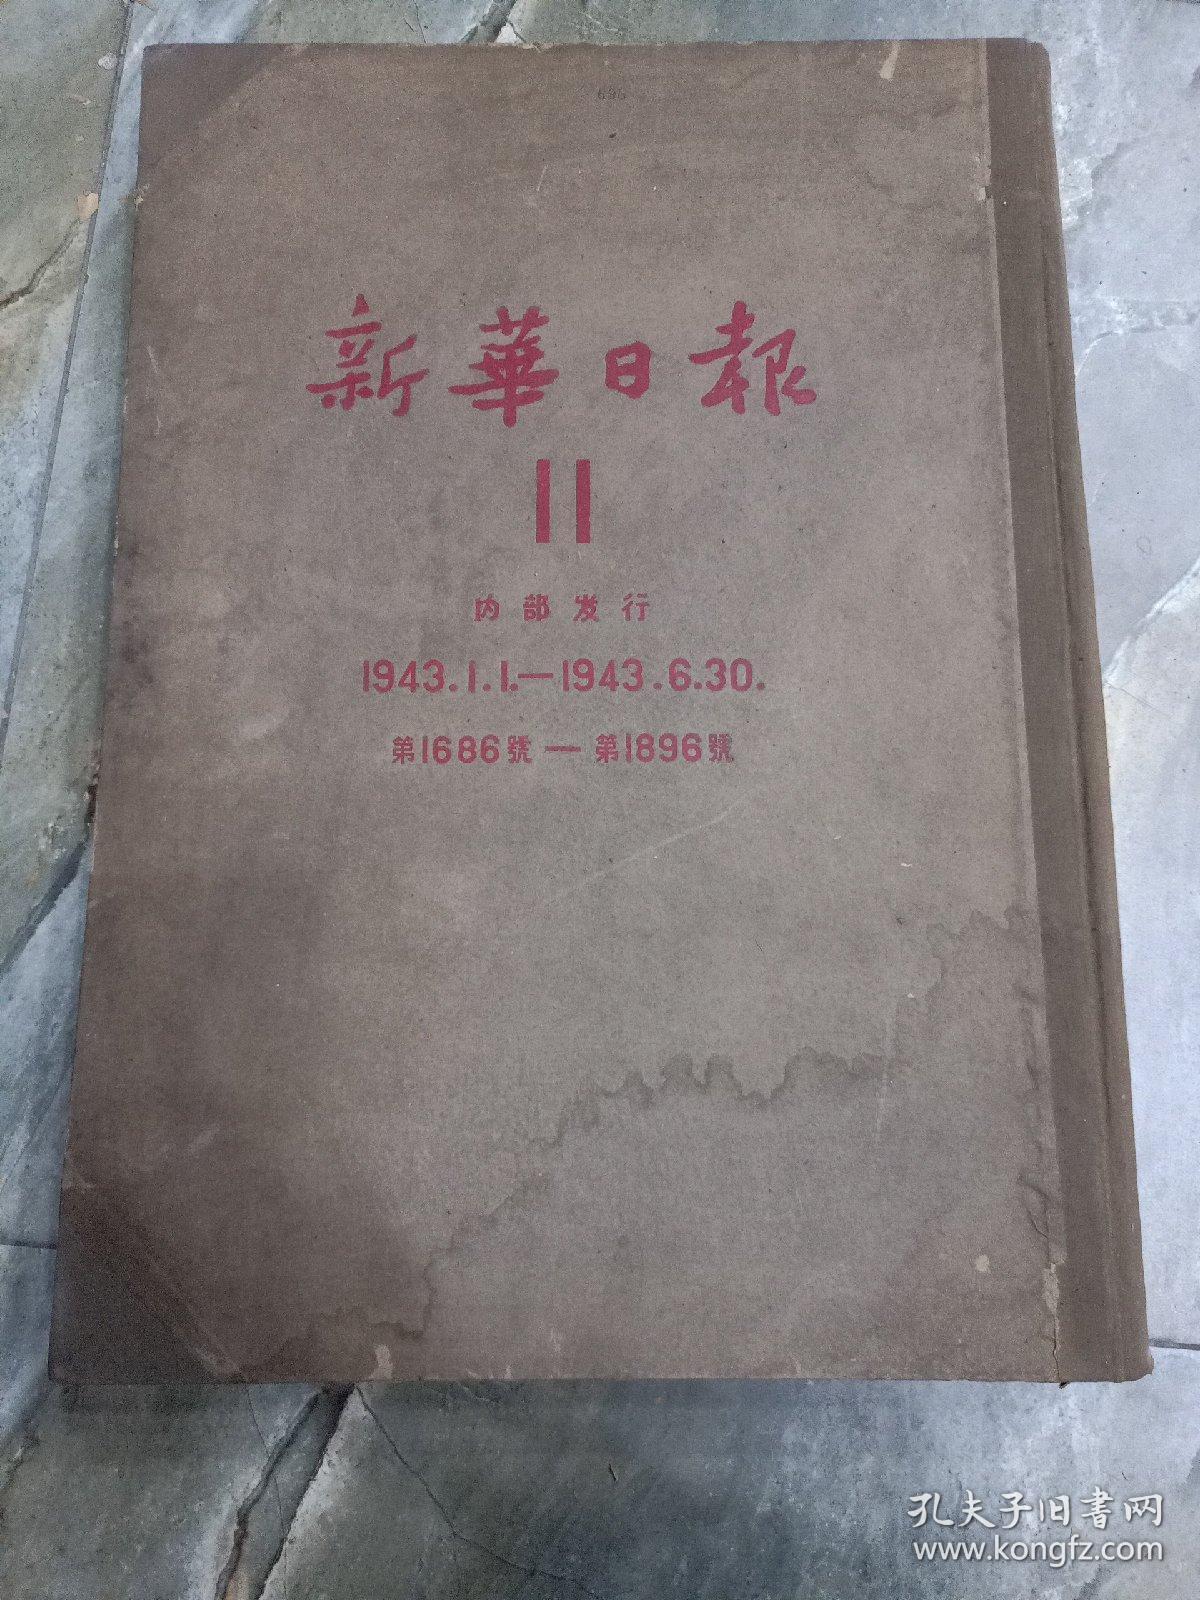 新華日報
11
内部发行
1943.1.1.—1943.6.30.
第1686號—第1896號
孔夫子旧书网
www.kongfz.com